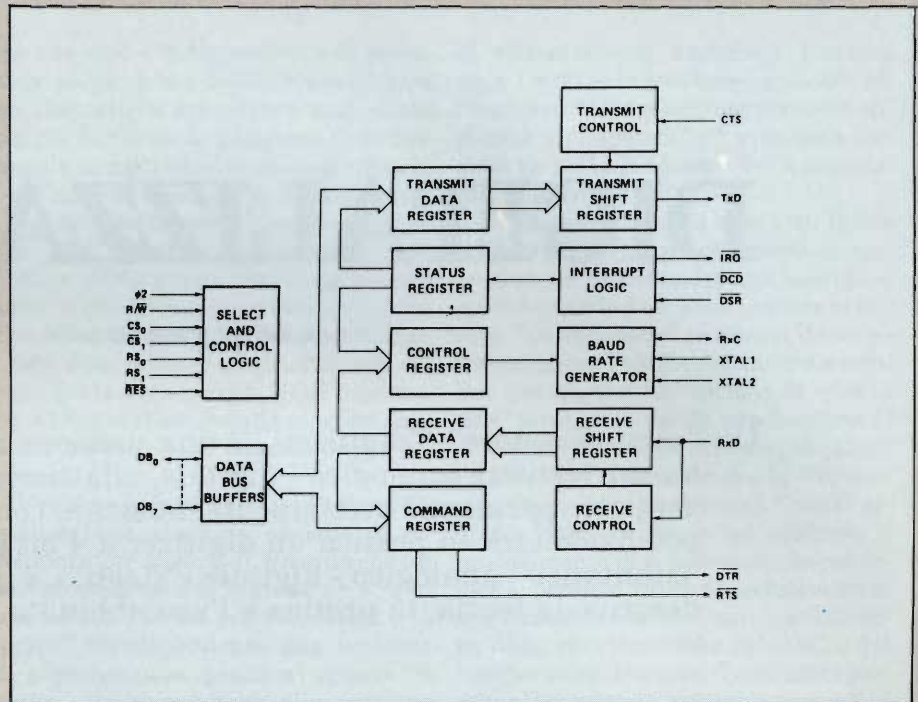 TRANSMIT
CONTROL
CTS
TRANSMIT
DATA
REGISTER
TRANSMIT
SHIFT
REGISTER
TxD
STATUS
REGISTER
INTERRUPT
LOGIC
IRQ
DCD
DSR
φ2
R/W
CS0
CS1
RS0
RS1
RES
SELECT
AND
CONTROL
LOGIC
CONTROL
REGISTER
BAUD
RATE
GENERATOR
RxC
XTAL1
XTAL2
RECEIVE
DATA
REGISTER
RECEIVE
SHIFT
REGISTER
RxD
DB0
DB7
DATA
BUS
BUFFERS
COMMAND
REGISTER
RECEIVE
CONTROL
DTR
RTS